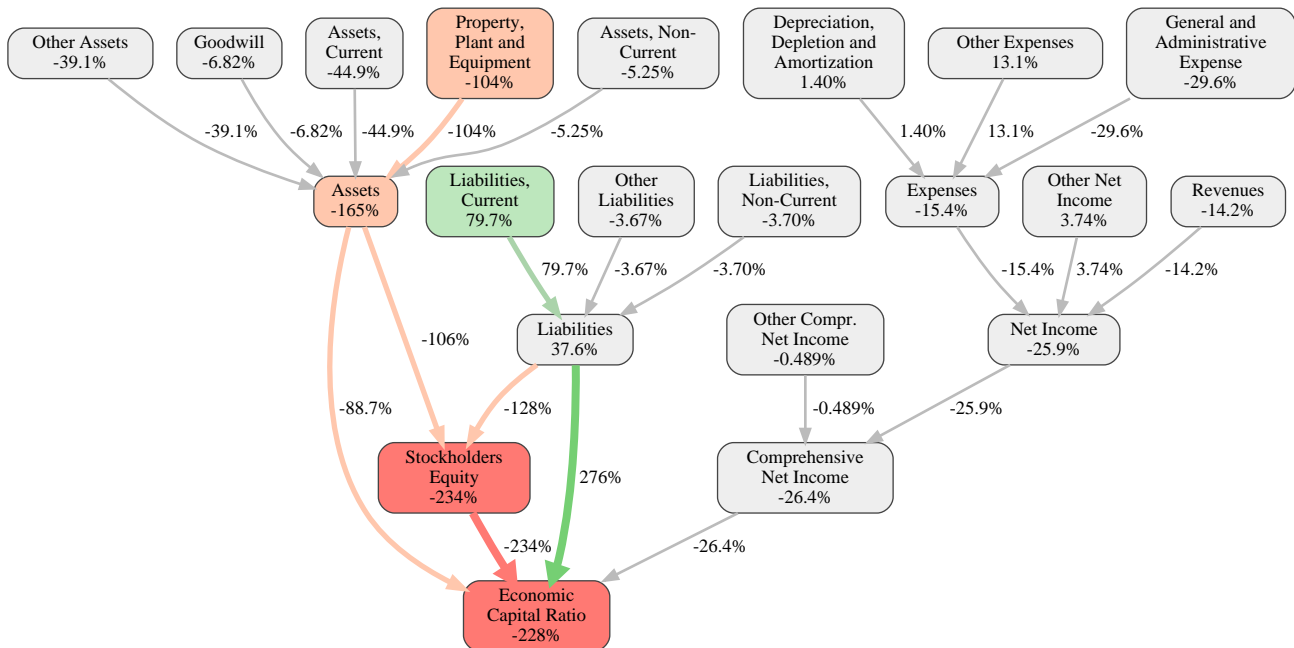 Other Assets
-39.1%
Goodwill
-6.82%
Assets,
Current
-44.9%
Property,
Plant and
Equipment
-104%
Assets, Non-
Current
-5.25%
Depreciation,
Depletion and
Amortization
1.40%
Other Expenses
13.1%
General and
Administrative
Expense
-29.6%
-39.1%
-6.82%
-44.9%
-104%
-5.25%
1.40%
13.1%
-29.6%
Assets
-165%
Liabilities,
Current
79.7%
Other
Liabilities
-3.67%
Liabilities,
Non-Current
-3.70%
Expenses
-15.4%
Other Net
Income
3.74%
Revenues
-14.2%
79.7%
-3.67%
-3.70%
-15.4%
3.74%
-14.2%
-106%
Liabilities
37.6%
Other Compr.
Net Income
-0.489%
Net Income
-25.9%
-88.7%
-128%
-0.489%
-25.9%
Stockholders
Equity
-234%
276%
Comprehensive
Net Income
-26.4%
-234%
-26.4%
Economic
Capital Ratio
-228%